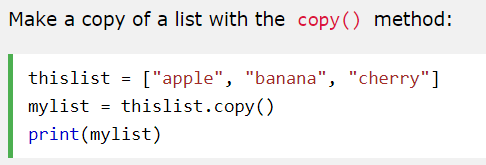 Make a copy of a list with the copy() method:
thislist = ["apple", "banana", "cherry"]
mylist = thislist.copy()
print(mylist)